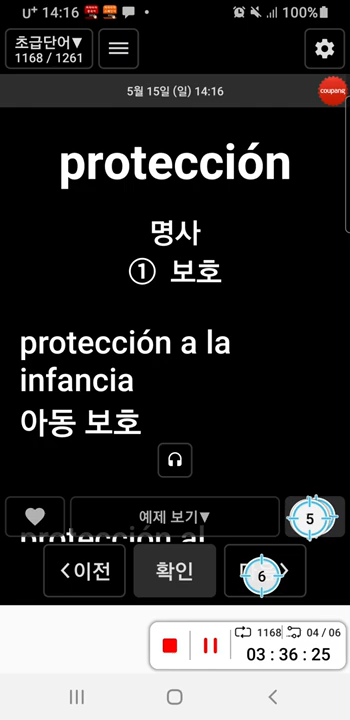 U+ 14:16 100%
초급단어▼
1168 / 1261
5월 15일 (일) 14:16
coupang
protección
명사
① 보호
protección a la
infancia
아동 보호
예제 보기▼
5
protección al
<이전
확인
6
1168 04 / 06
03 : 36 : 25